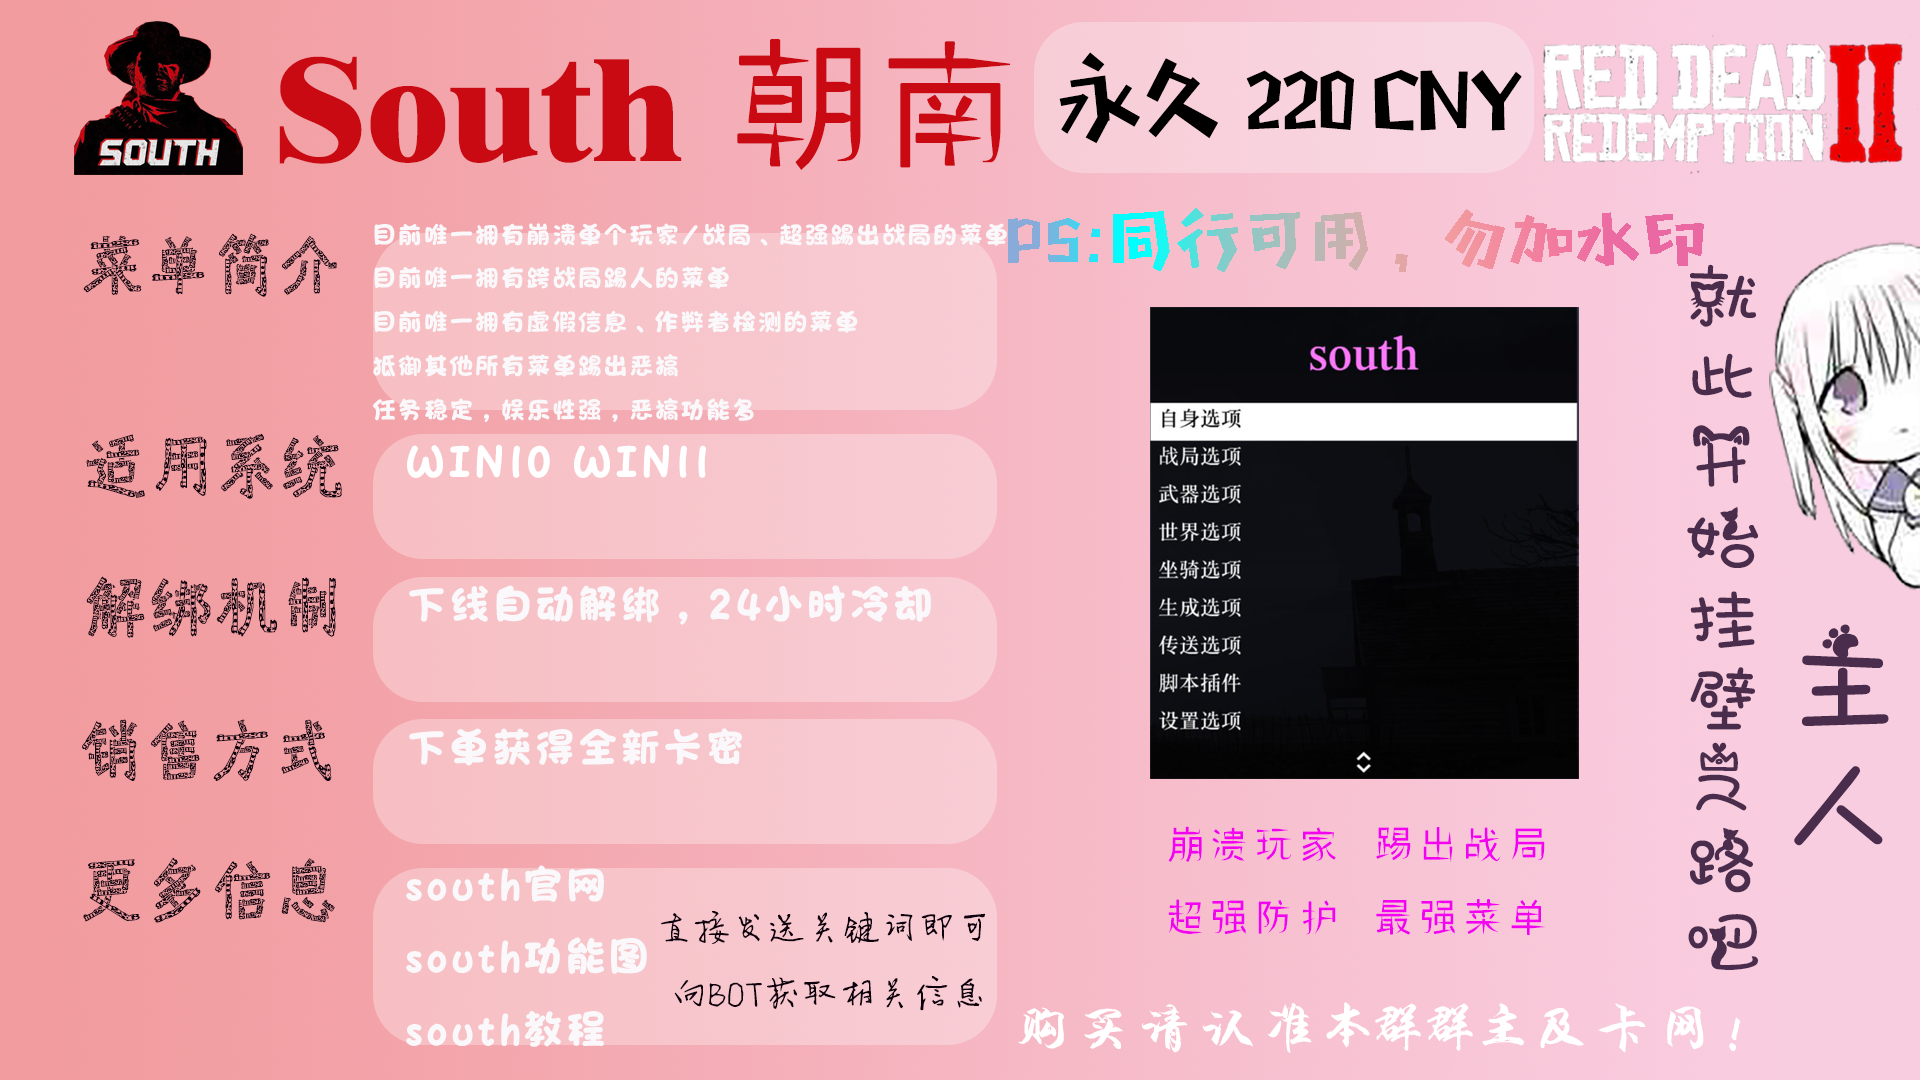 SOUTH
South 朝南
永久 220 CNY
RED DEAD
REDEMPTION
II
PS:同行可用，勿加水印
菜单简介
目前唯一拥有崩溃单个玩家/战局、超强踢出战局的菜单
目前唯一拥有跨战局踢人的菜单
目前唯一拥有虚假信息、作弊者检测的菜单
抵御其他所有菜单踢出恶搞
任务稳定，娱乐性强，恶搞功能多
适用系统
WIN10 WIN11
解绑机制
下线自动解绑，24小时冷却
销售方式
下单获得全新卡密
更多信息
south官网
south功能图
south教程
直接发送关键词即可
向BOT获取相关信息
south
自身选项
战局选项
武器选项
世界选项
坐骑选项
生成选项
传送选项
脚本插件
设置选项
崩溃玩家 踢出战局
超强防护 最强菜单
购买请认准本群群主及卡网！
就此开始挂壁之路吧
主人